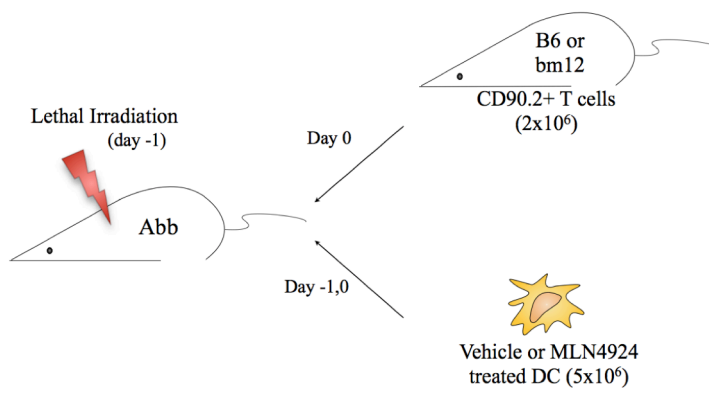 B6 or
bm12
CD90.2+ T cells
(2x10⁶)
Lethal Irradiation
(day -1)
Day 0
Abb
Day -1,0
Vehicle or MLN4924
treated DC (5x10⁶)